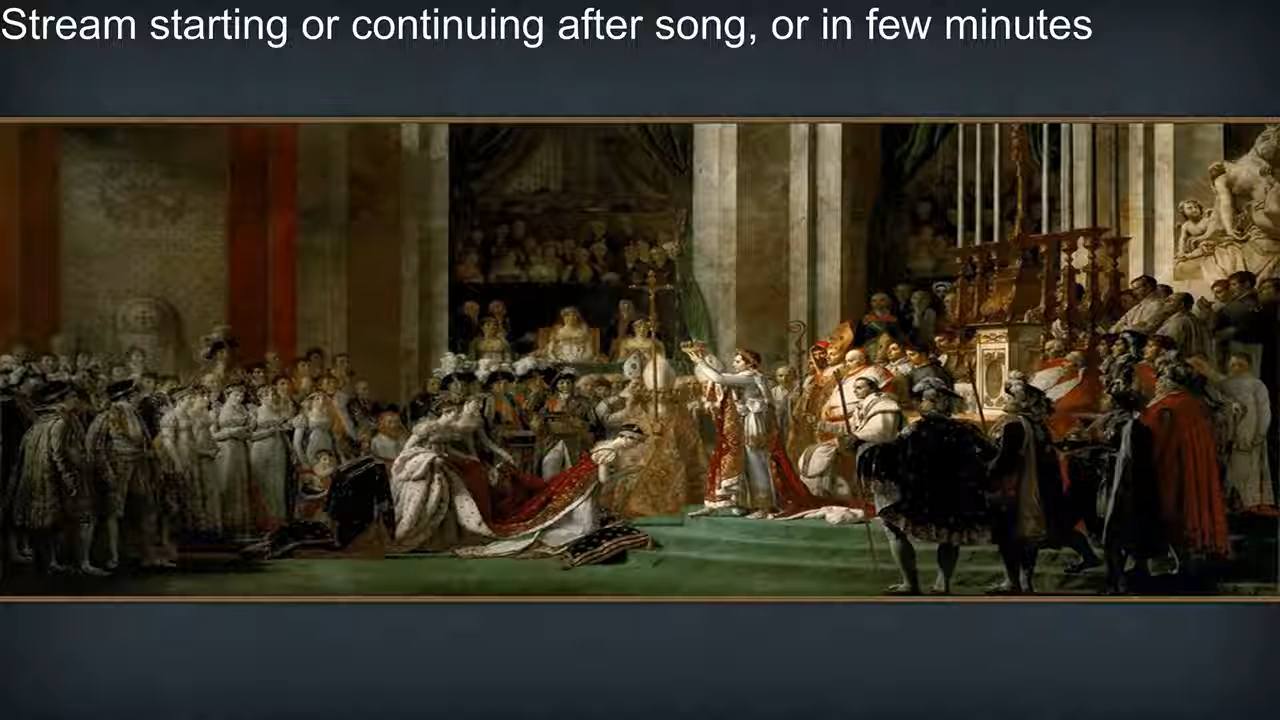 Stream starting or continuing after song, or in few minutes